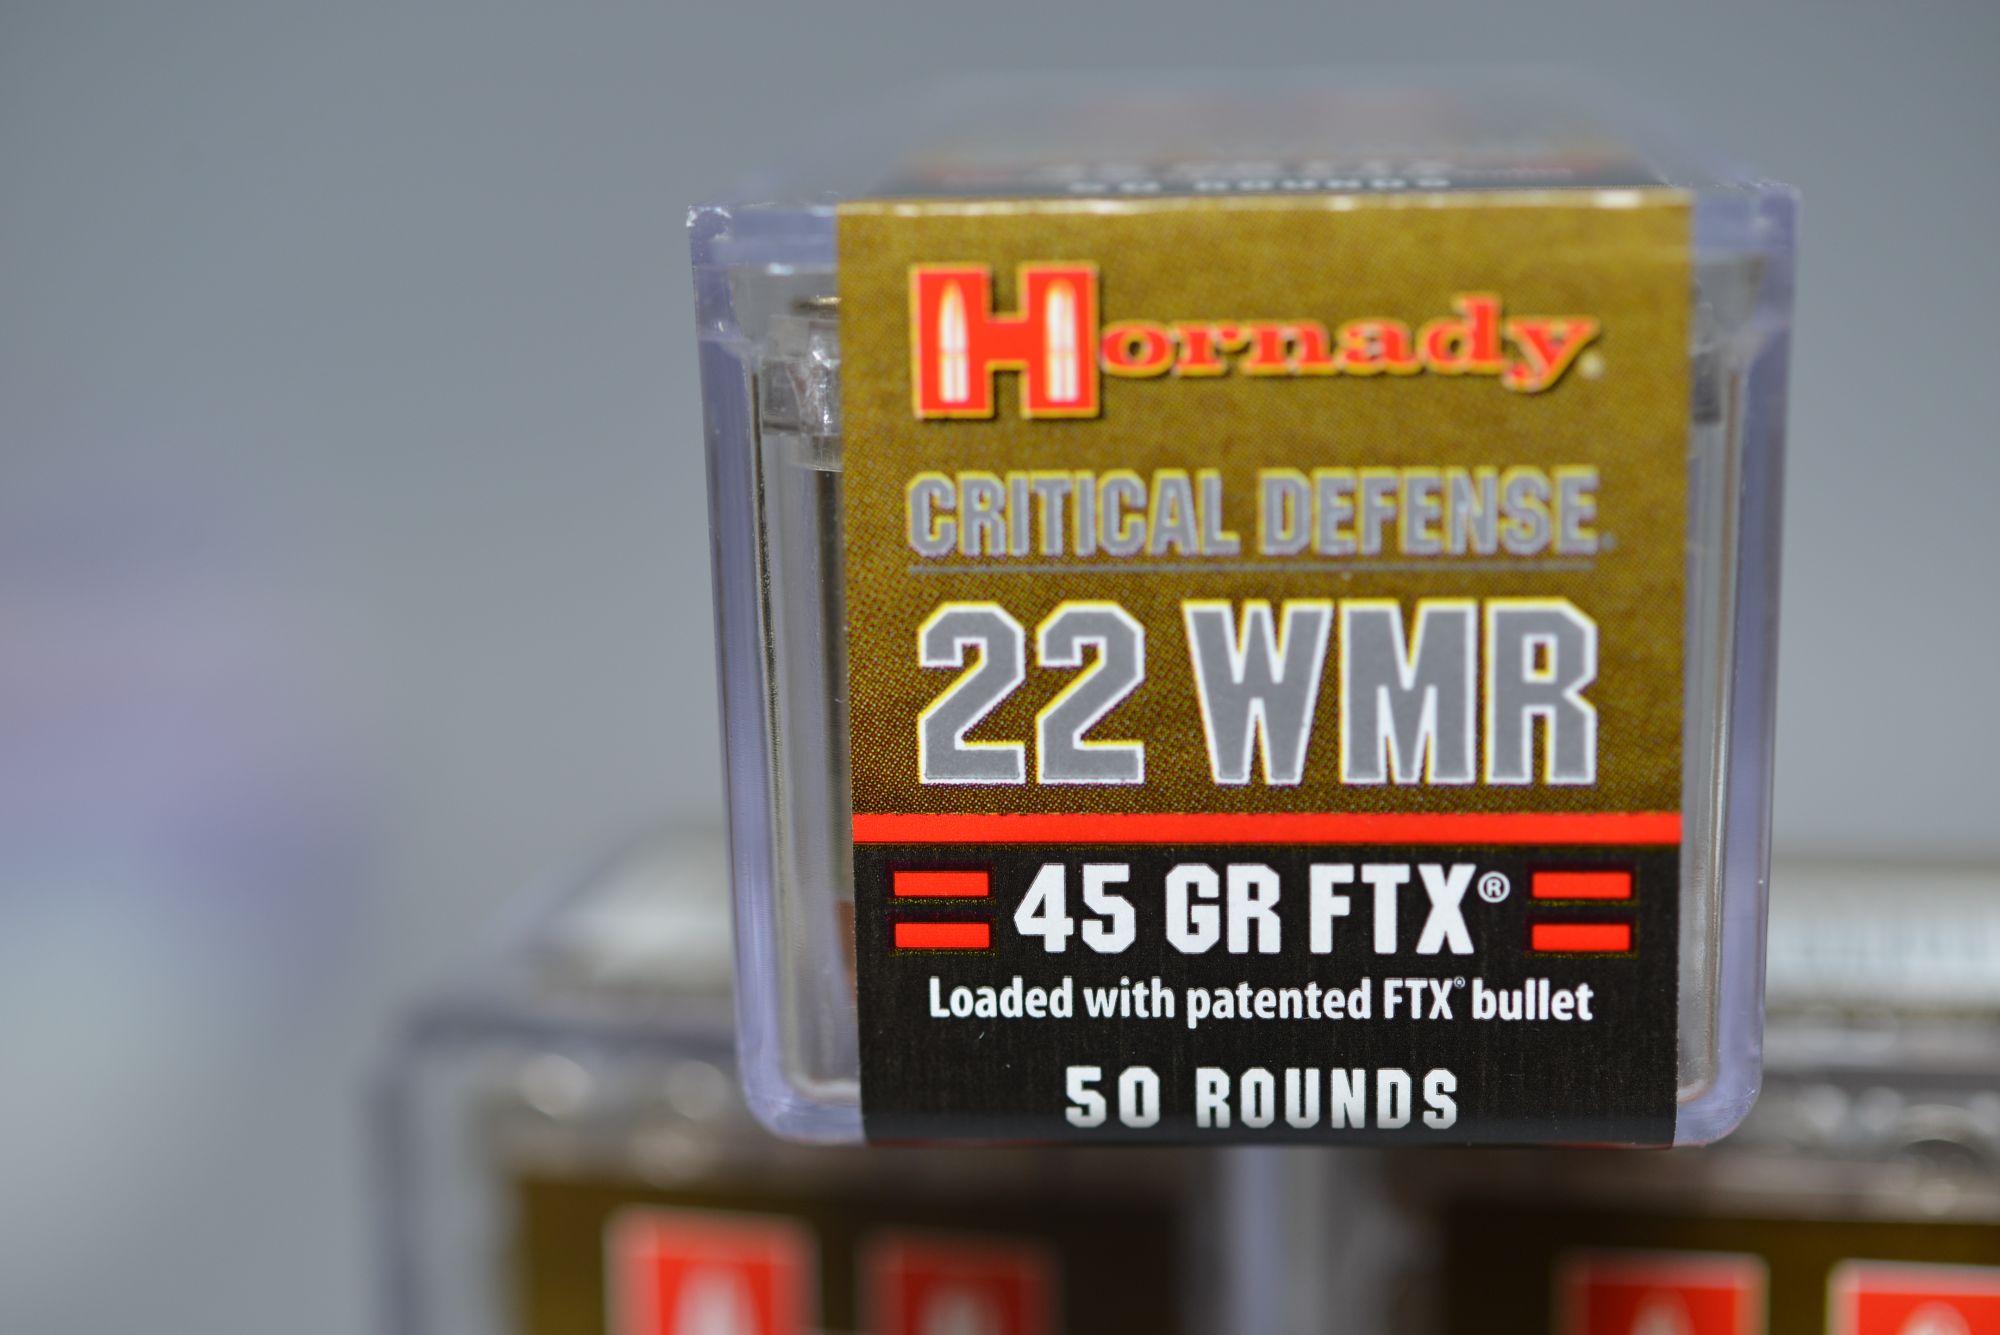 50 ROUNDS
Hornady
CRITICAL DEFENSE
22 WMR
45 GR FTX®
Loaded with patented FTX® bullet
50 ROUNDS